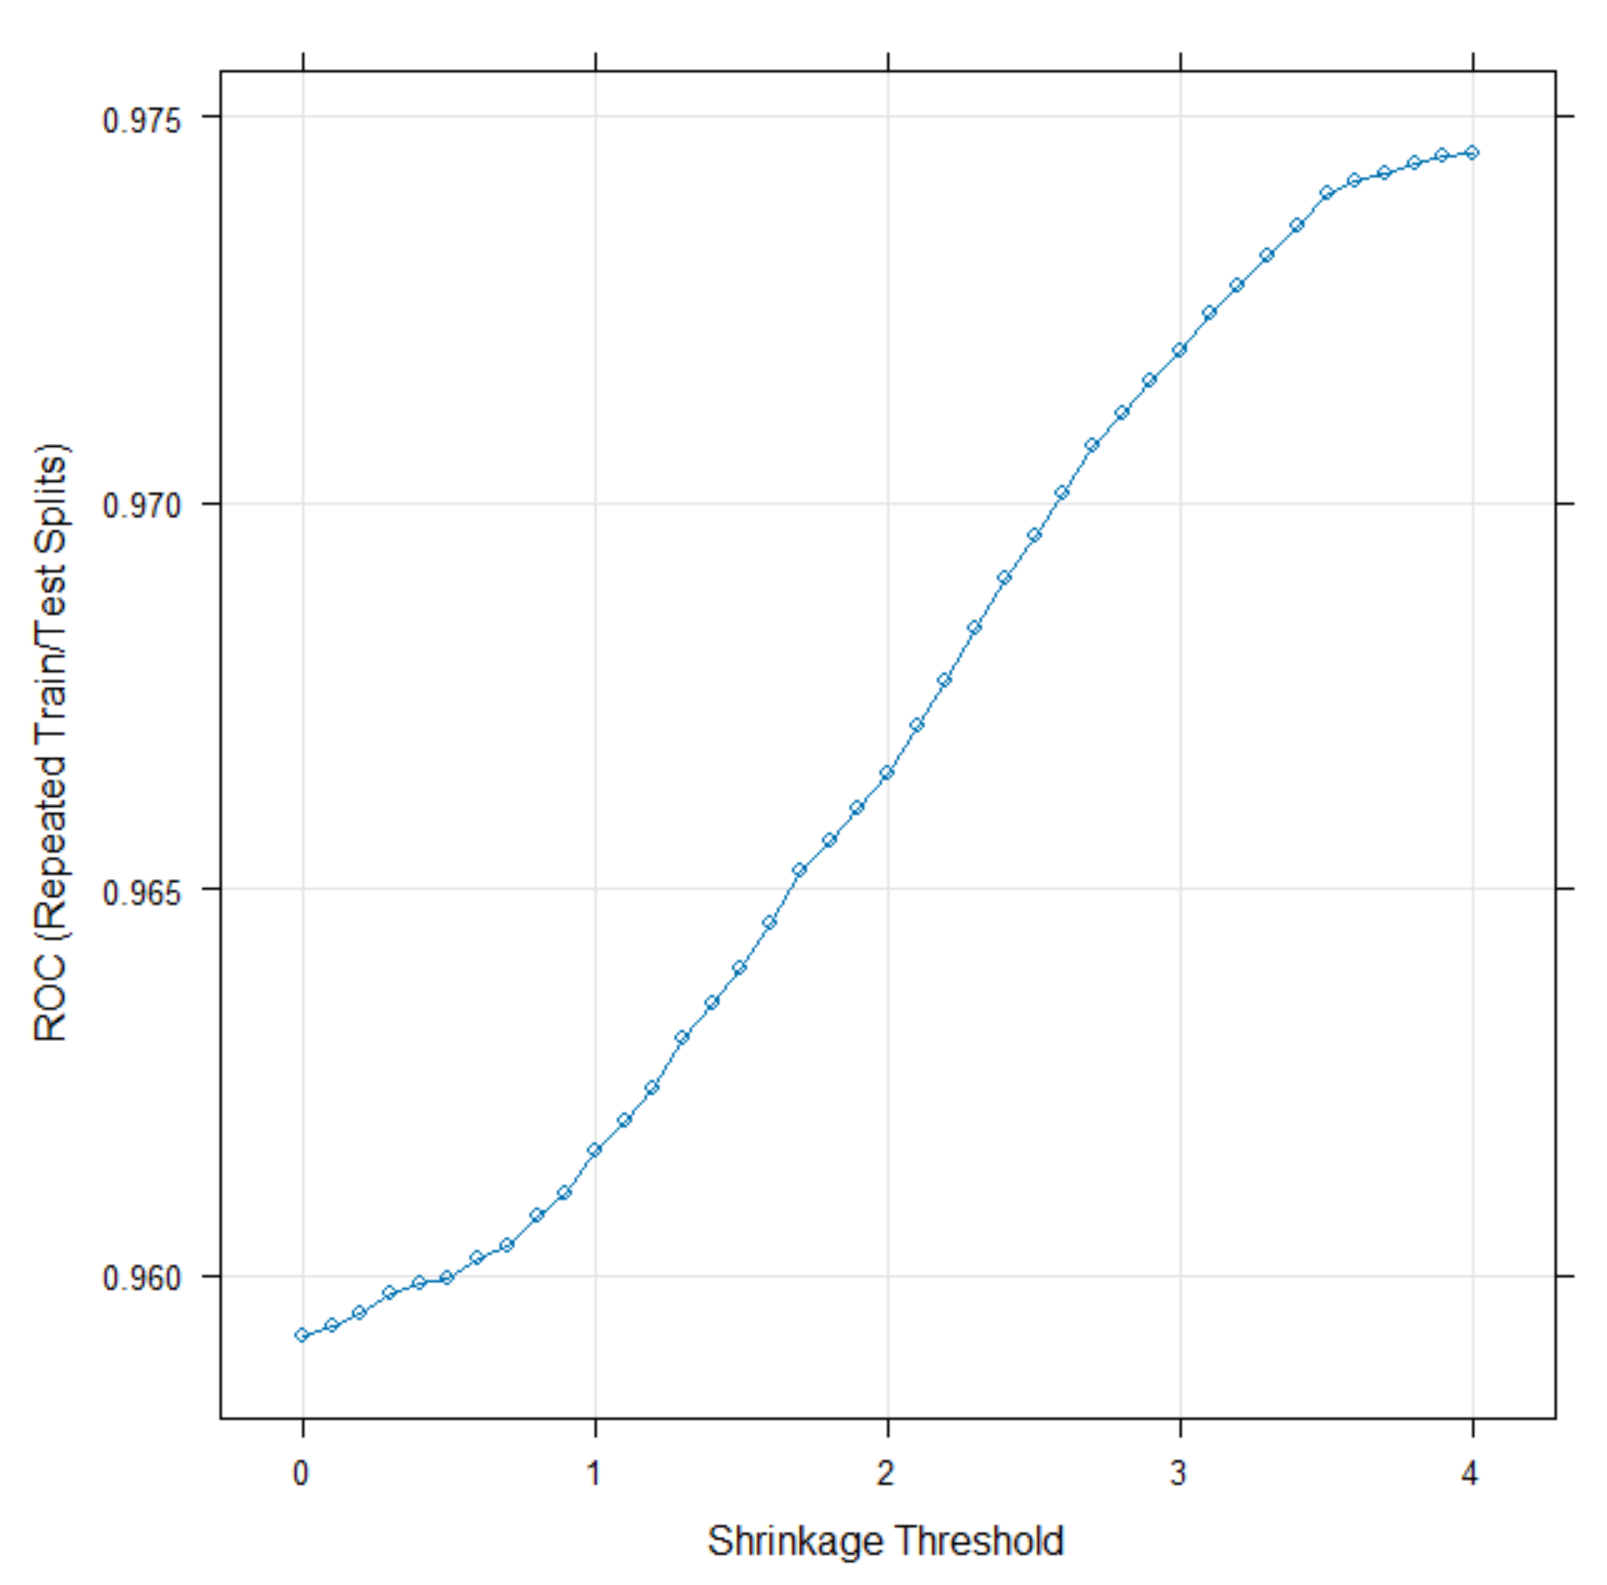 0.975
0.970
0.965
0.960
ROC (Repeated Train/Test Splits)
0 1 2 3 4
Shrinkage Threshold